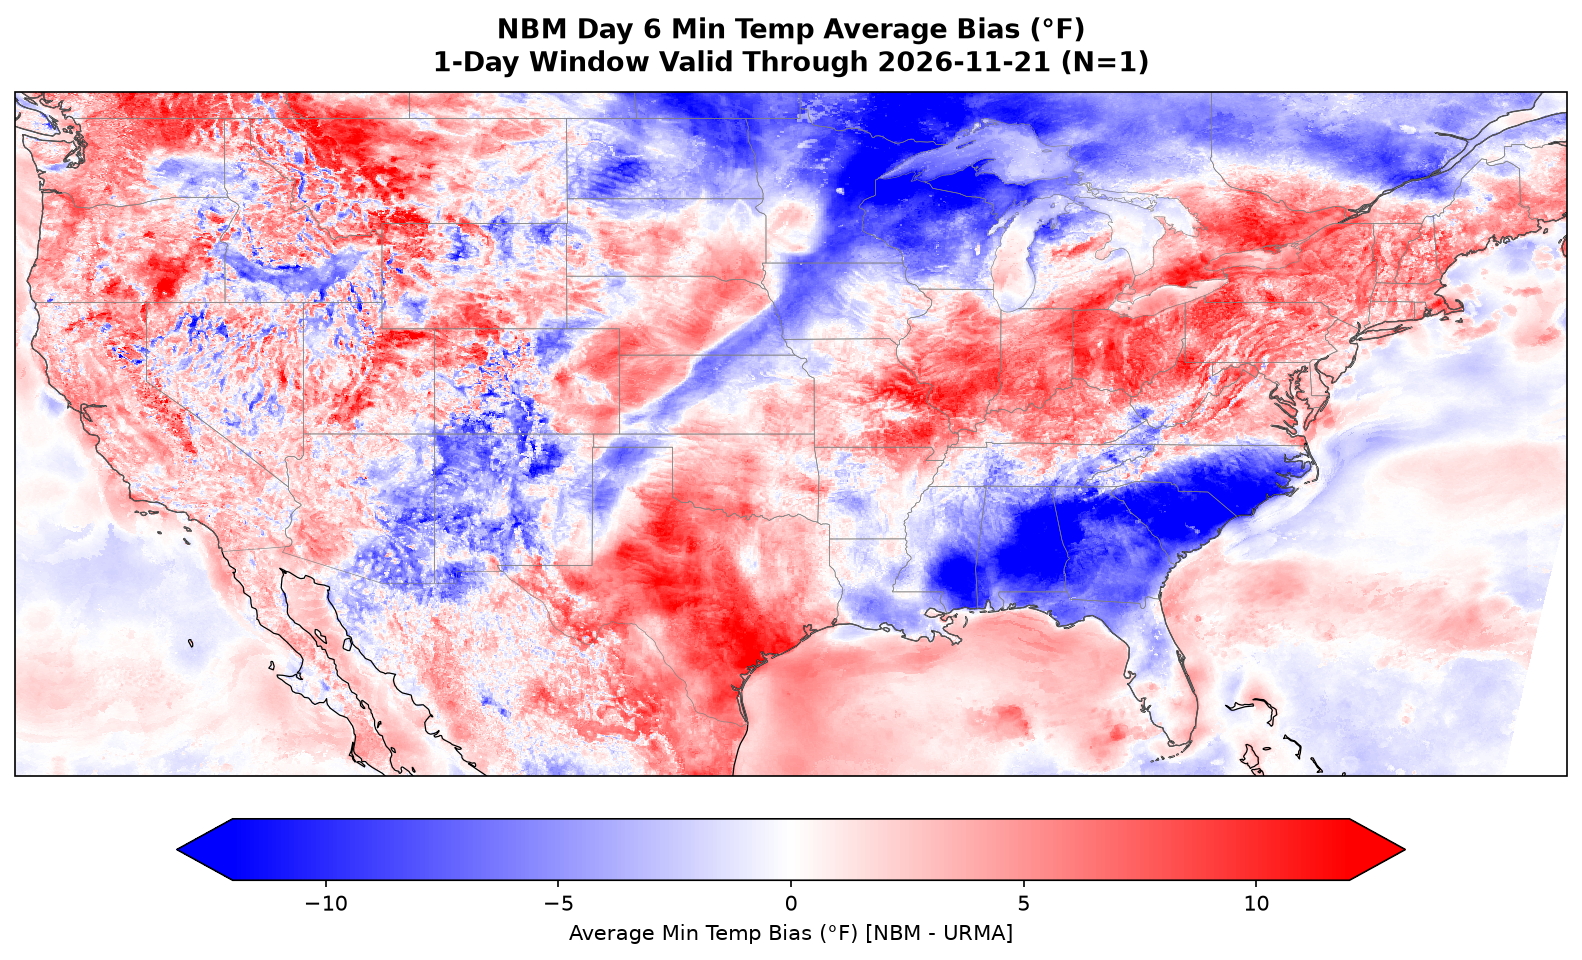 NBM Day 6 Min Temp Average Bias (°F)
1-Day Window Valid Through 2026-11-21 (N=1)
−10 −5 0 5 10
Average Min Temp Bias (°F) [NBM - URMA]